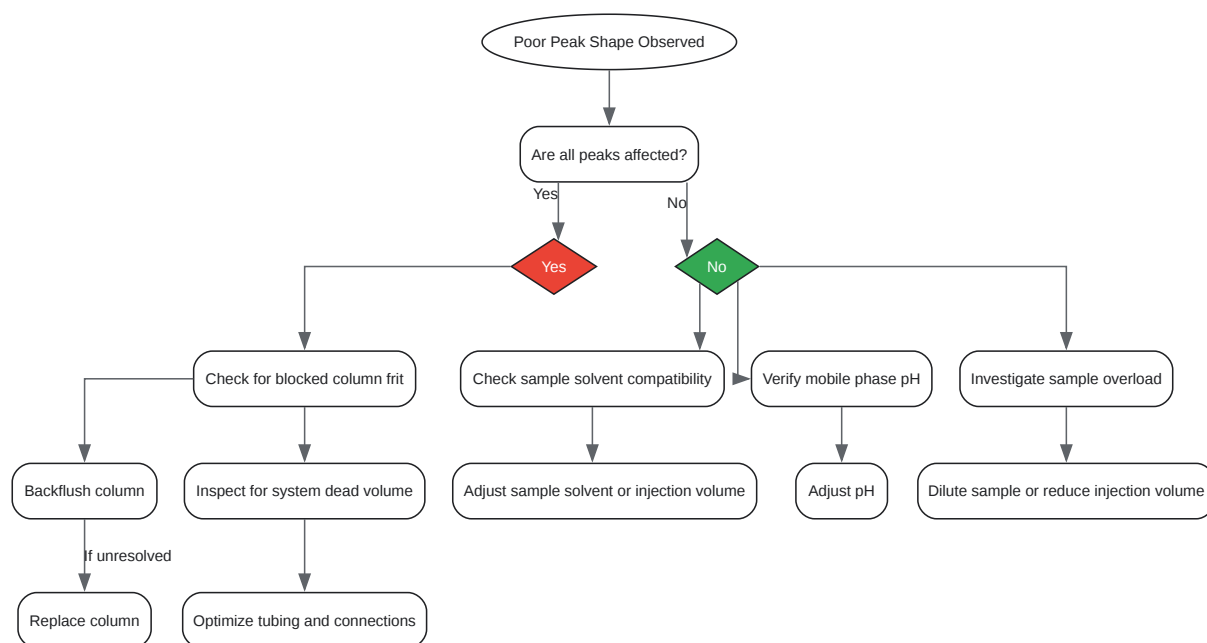 Poor Peak Shape Observed
Are all peaks affected?
Yes
No
Yes
No
Check for blocked column frit
Check sample solvent compatibility
Verify mobile phase pH
Investigate sample overload
Backflush column
Inspect for system dead volume
Adjust sample solvent or injection volume
Adjust pH
Dilute sample or reduce injection volume
If unresolved
Replace column
Optimize tubing and connections